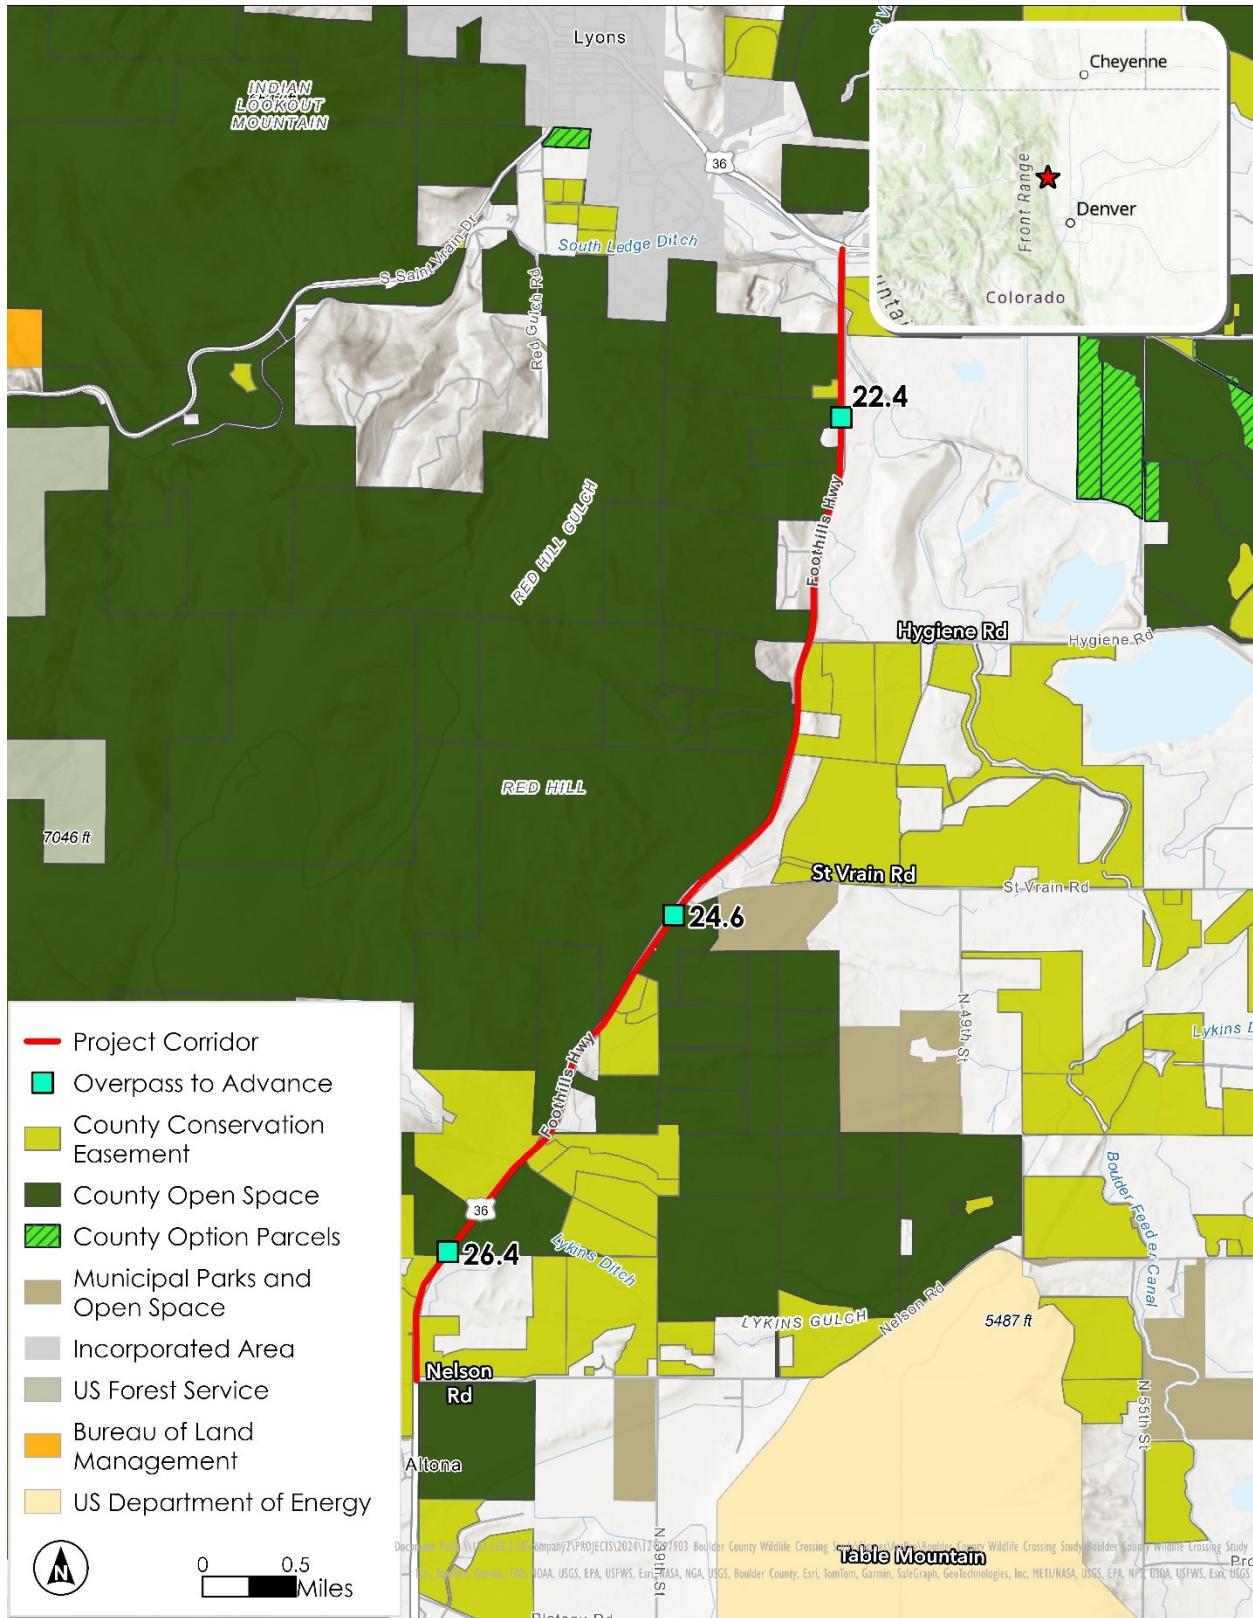 Lyons
St V
Cheyenne
INDIAN
LOOKOUT
MOUNTAIN
36
Front Range
Denver
S Saint Vrain Dr
South Ledge Ditch
Red Gulch Rd
Colorado
untai
22.4
RED HILL GULCH
Foothills Hwy
Hygiene Rd
Hygiene Rd
RED HILL
7046 ft
St Vrain Rd
St Vrain Rd
24.6
N 49th St
Lykins D
Project Corridor
Foothills Hwy
Overpass to Advance
County Conservation
Easement
County Open Space
36
Boulder Feeder Canal
County Option Parcels
26.4
Lykins Ditch
Municipal Parks and
Open Space
LYKINS GULCH
Nelson Rd
5487 ft
Incorporated Area
Nelson
Rd
US Forest Service
N 55th St
Bureau of Land
Management
Altona
US Department of Energy
N
0 0.5
Miles
N 39th St
Table Mountain
Pro
Plateau Rd